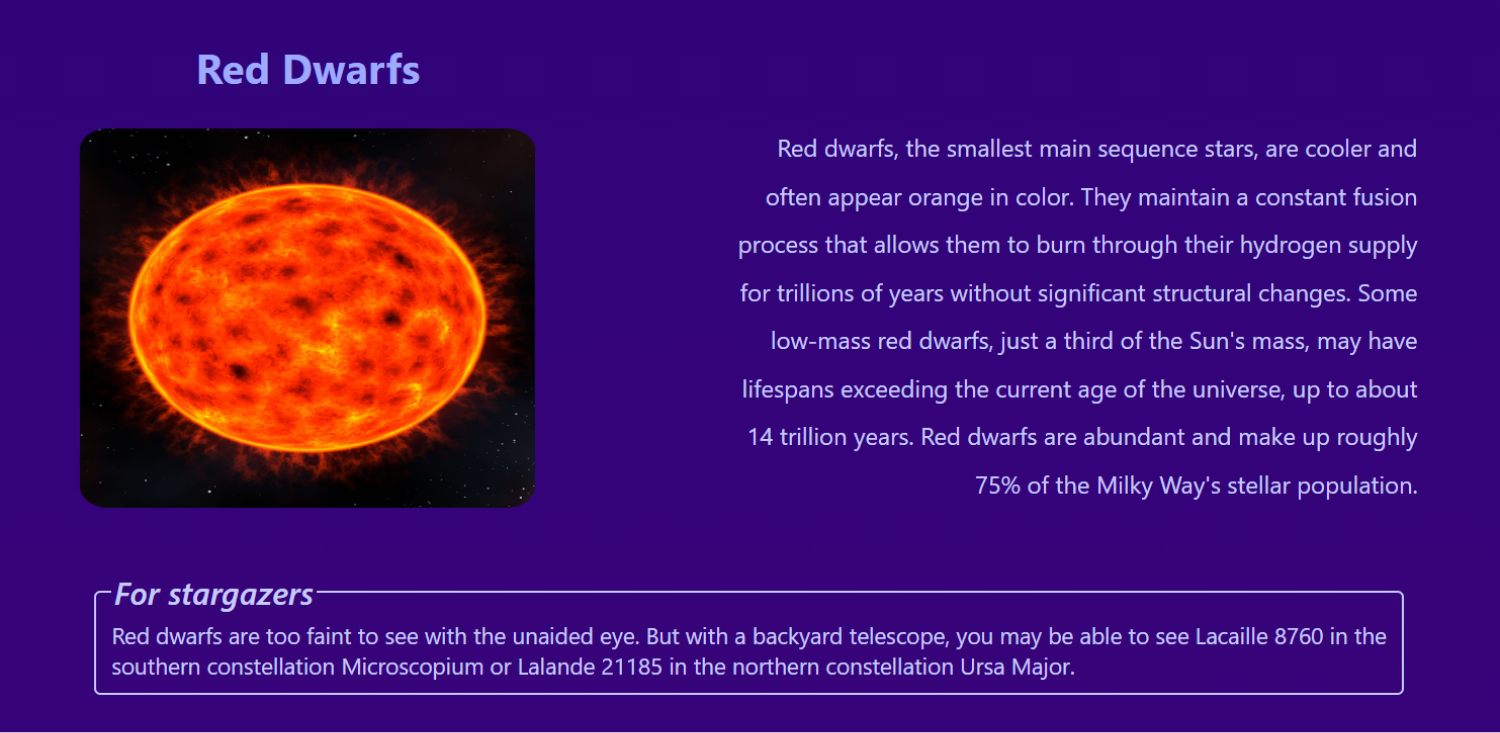 Red Dwarfs
Red dwarfs, the smallest main sequence stars, are cooler and
often appear orange in color. They maintain a constant fusion
process that allows them to burn through their hydrogen supply
for trillions of years without significant structural changes. Some
low-mass red dwarfs, just a third of the Sun's mass, may have
lifespans exceeding the current age of the universe, up to about
14 trillion years. Red dwarfs are abundant and make up roughly
75% of the Milky Way's stellar population.
For stargazers
Red dwarfs are too faint to see with the unaided eye. But with a backyard telescope, you may be able to see Lacaille 8760 in the
southern constellation Microscopium or Lalande 21185 in the northern constellation Ursa Major.